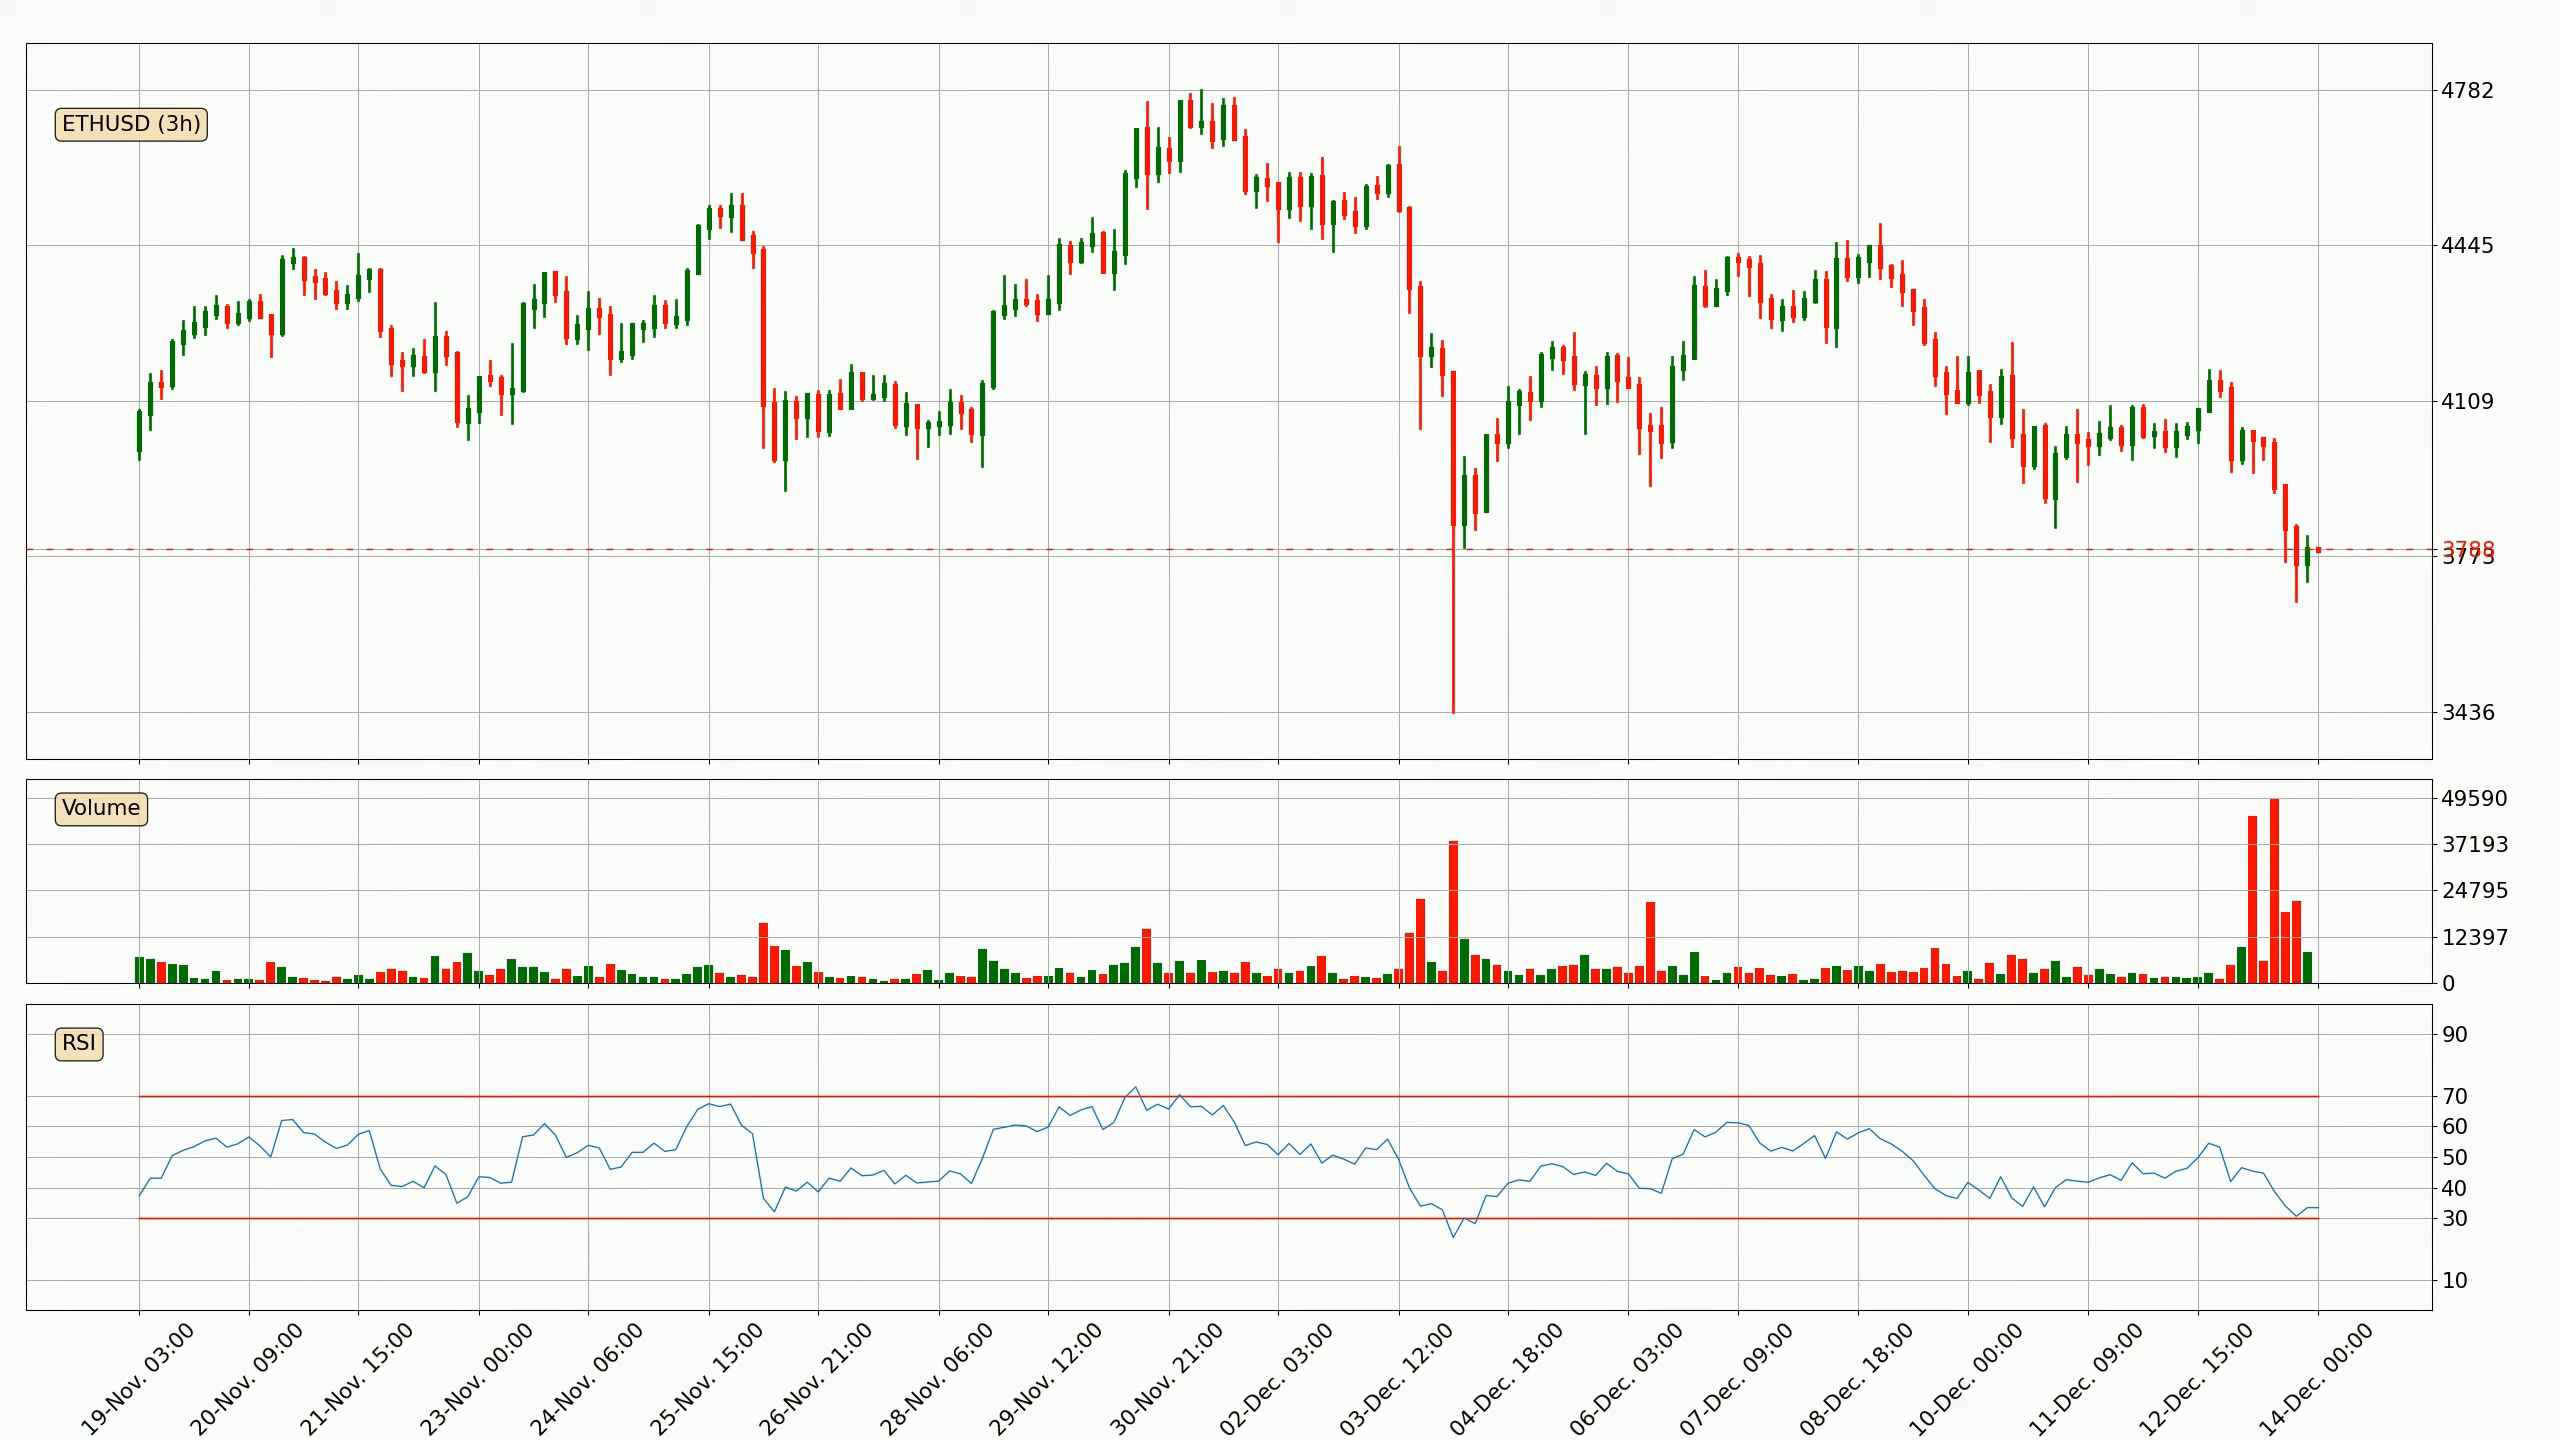 ETHUSD (3h)
4782
4445
4109
3788
3773
3436
Volume
49590
37193
24795
12397
0
RSI
90
70
60
50
40
30
10
19-Nov. 03:00
20-Nov. 09:00
21-Nov. 15:00
23-Nov. 00:00
24-Nov. 06:00
25-Nov. 15:00
26-Nov. 21:00
28-Nov. 06:00
29-Nov. 12:00
30-Nov. 21:00
02-Dec. 03:00
03-Dec. 12:00
04-Dec. 18:00
06-Dec. 03:00
07-Dec. 09:00
08-Dec. 18:00
10-Dec. 00:00
11-Dec. 09:00
12-Dec. 15:00
14-Dec. 00:00